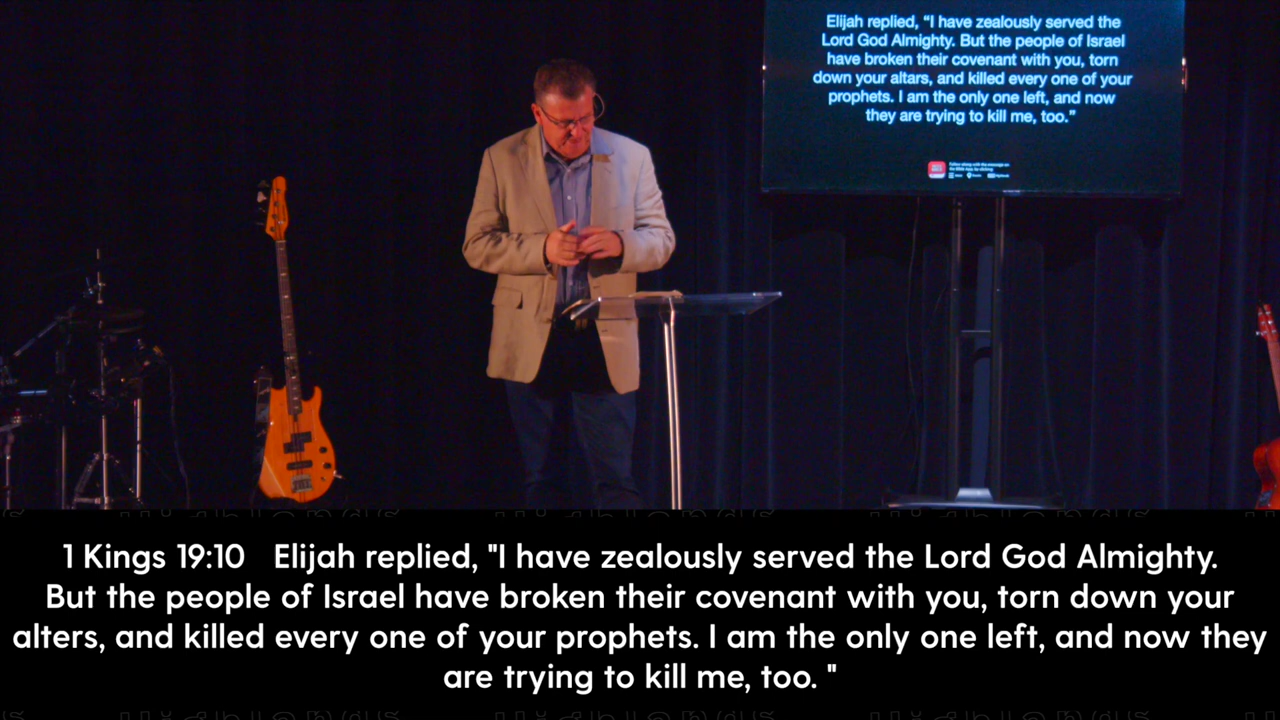 Elijah replied, “I have zealously served the
Lord God Almighty. But the people of Israel
have broken their covenant with you, torn
down your altars, and killed every one of your
prophets. I am the only one left, and now
they are trying to kill me, too.”
1 Kings 19:10 Elijah replied, "I have zealously served the Lord God Almighty.
But the people of Israel have broken their covenant with you, torn down your
alters, and killed every one of your prophets. I am the only one left, and now they
are trying to kill me, too. "